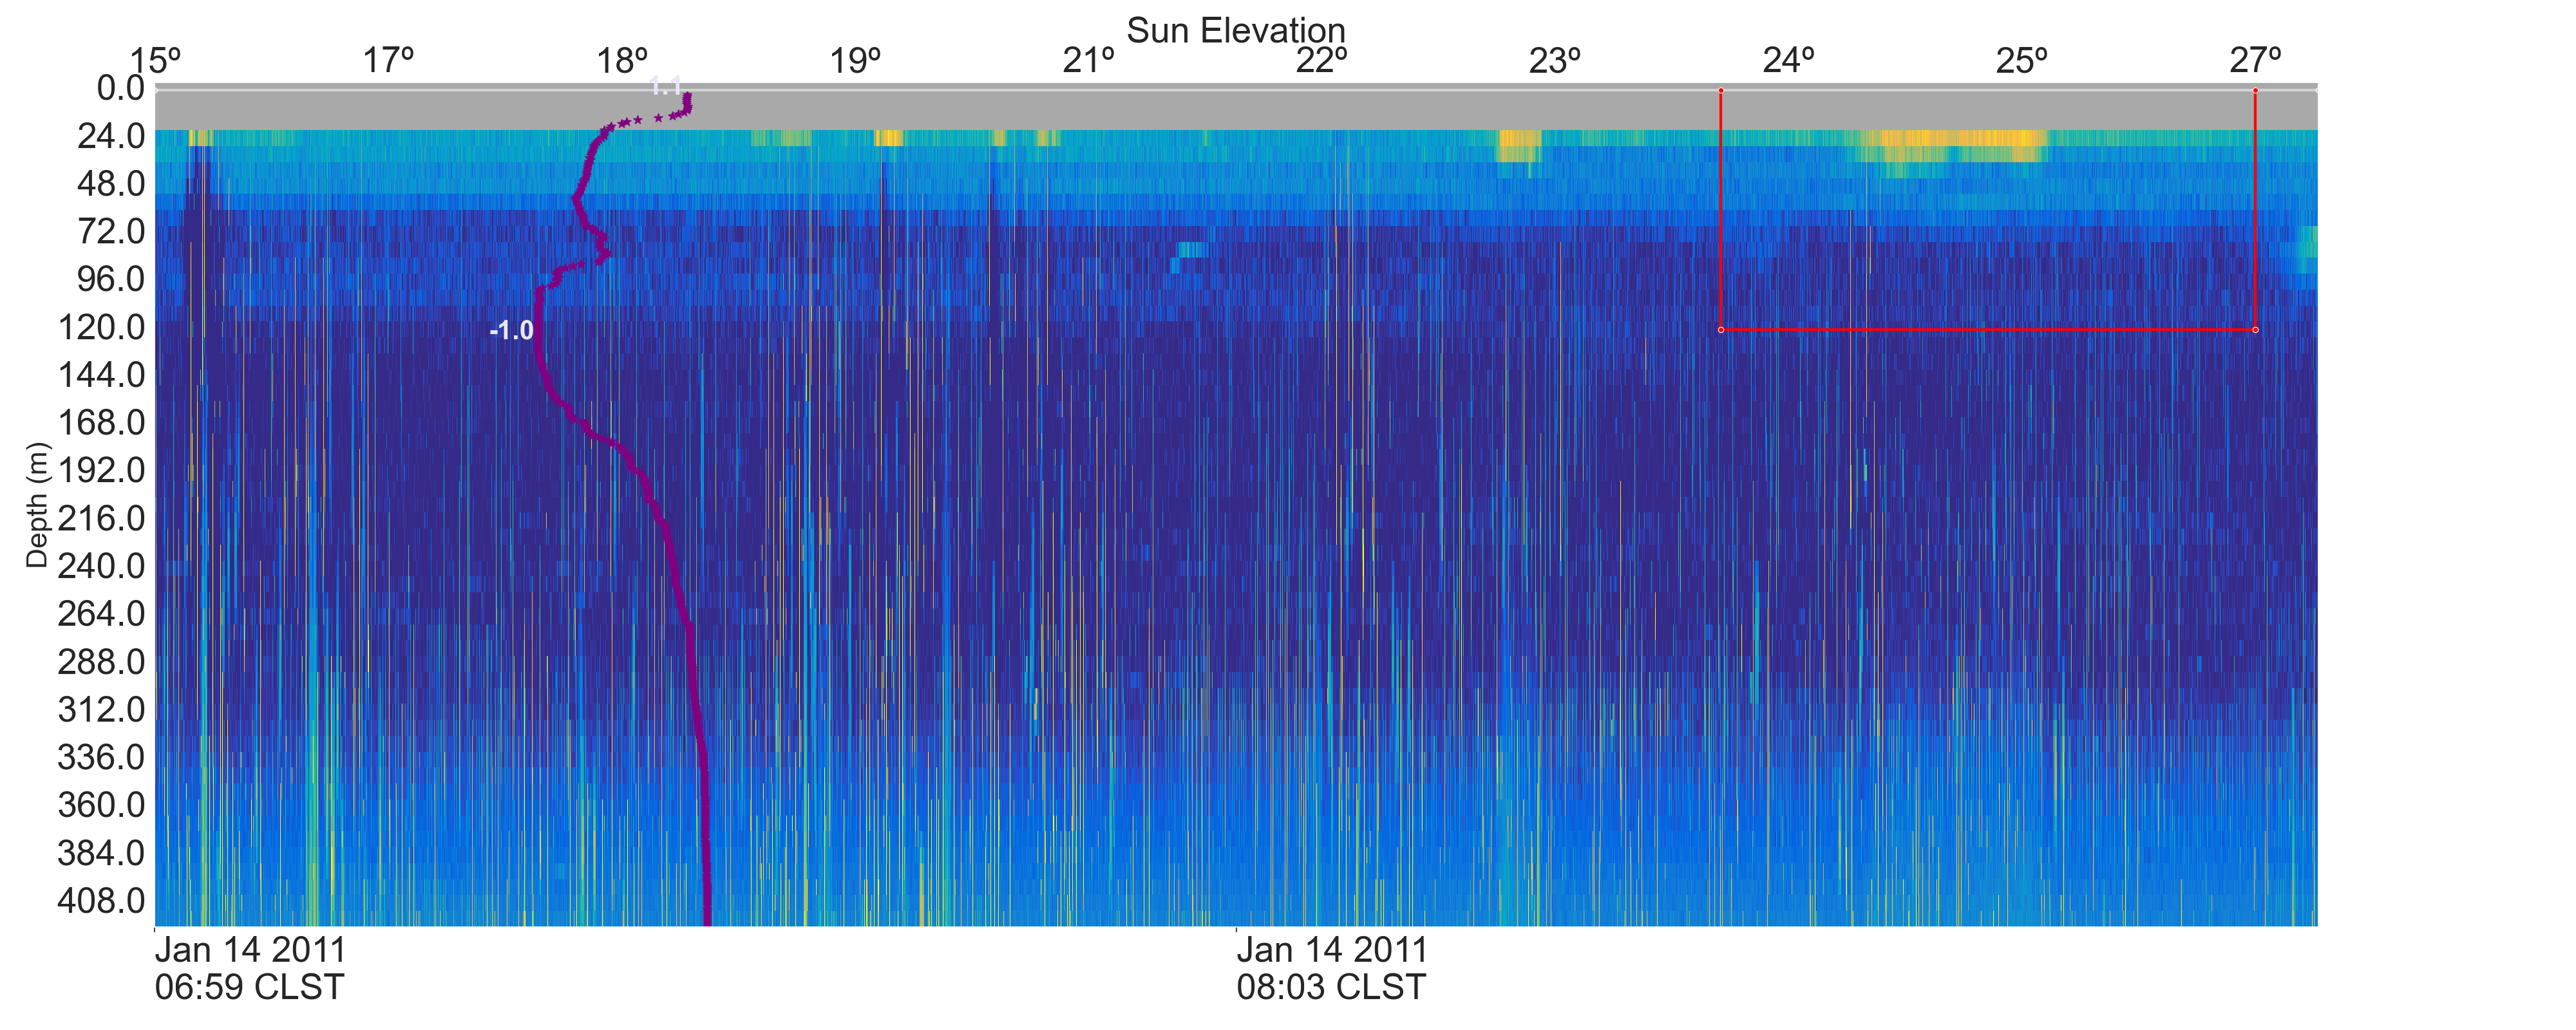 Sun Elevation
15º 17º 18º 19º 21º 22º 23º 24º 25º 27º
1.1
0.0
24.0
48.0
72.0
96.0
120.0
-1.0
144.0
168.0
192.0
216.0
240.0
264.0
288.0
312.0
336.0
360.0
384.0
408.0
Depth (m)
Jan 14 2011
06:59 CLST
Jan 14 2011
08:03 CLST